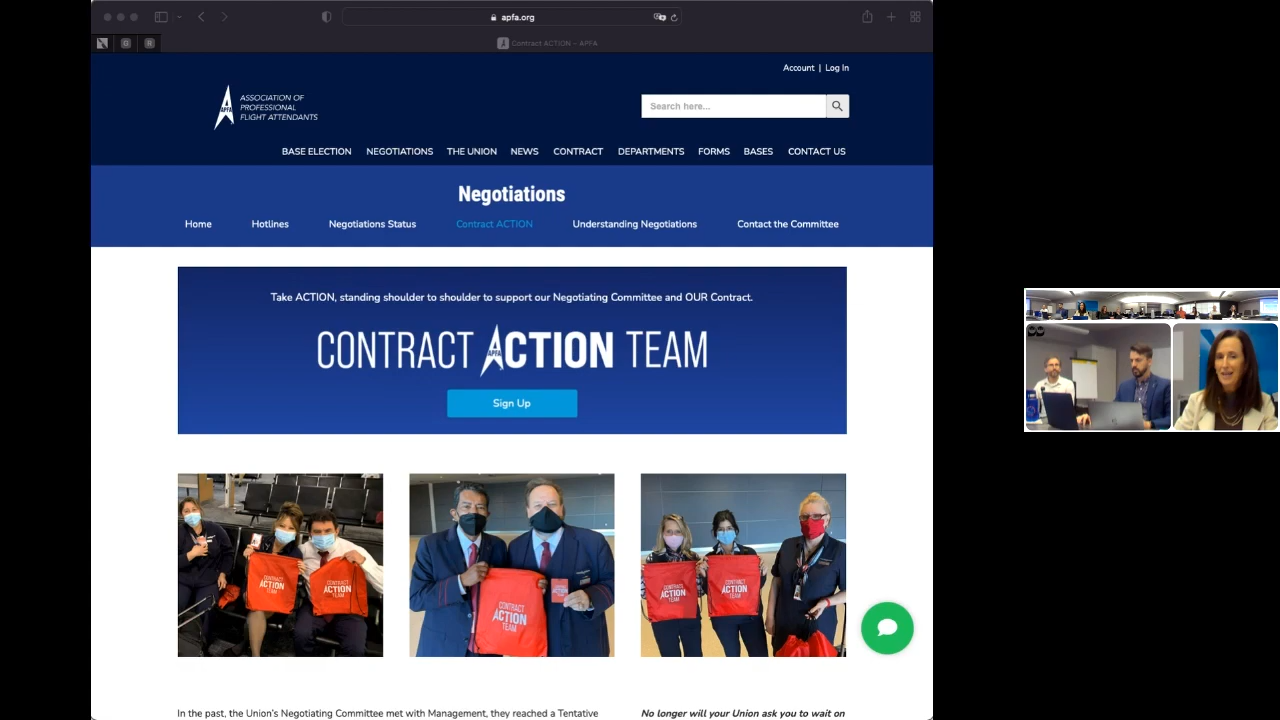 apfa.org
Contract ACTION – APFA
Account | Log In
ASSOCIATION OF
PROFESSIONAL
FLIGHT ATTENDANTS
APFA
Search here...
BASE ELECTION NEGOTIATIONS THE UNION NEWS CONTRACT DEPARTMENTS FORMS BASES CONTACT US
Negotiations
Home Hotlines Negotiations Status Contract ACTION Understanding Negotiations Contact the Committee
Take ACTION, standing shoulder to shoulder to support our Negotiating Committee and OUR Contract.
CONTRACT ACTION TEAM
APFA
Sign Up
CONTRACT
ACTION
TEAM
CONTRACT
ACTION
TEAM
CONTRACT
ACTION
TEAM
CONTRACT
ACTION
TEAM
CONTRACT
ACTION
TEAM
In the past, the Union's Negotiating Committee met with Management, they reached a Tentative
No longer will your Union ask you to wait on